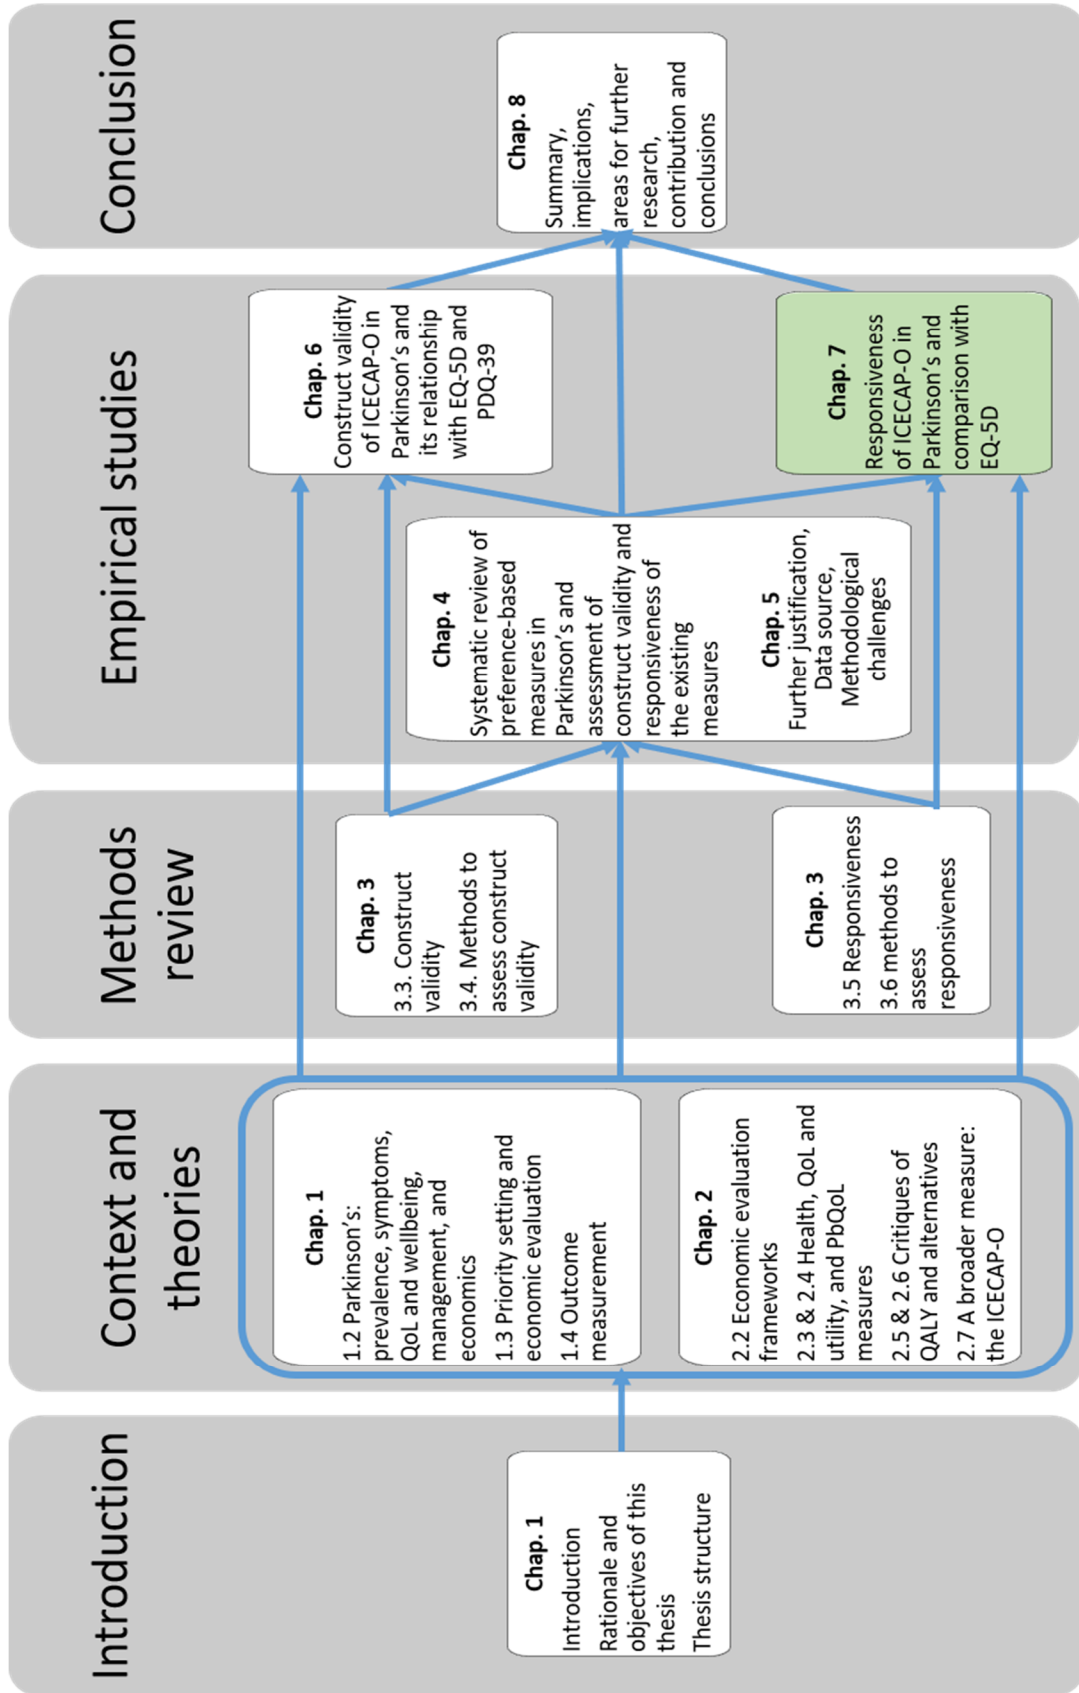 Introduction
Chap. 1
Introduction
Rationale and
objectives of this
thesis
Thesis structure
Context and
theories
Chap. 1
1.2 Parkinson's:
prevalence, symptoms,
QoL and wellbeing,
management, and
economics
1.3 Priority setting and
economic evaluation
1.4 Outcome
measurement
Chap. 2
2.2 Economic evaluation
frameworks
2.3 & 2.4 Health, QoL and
utility, and PbQoL
measures
2.5 & 2.6 Critiques of
QALY and alternatives
2.7 A broader measure:
the ICECAP-O
Methods
review
Chap. 3
3.3. Construct
validity
3.4. Methods to
assess construct
validity
Chap. 3
3.5 Responsiveness
3.6 methods to
assess
responsiveness
Empirical studies
Chap. 4
Systematic review of
preference-based
measures in
Parkinson's and
assessment of
construct validity and
responsiveness of
the existing
measures
Chap. 5
Further justification,
Data source,
Methodological
challenges
Chap. 6
Construct validity
of ICECAP-O in
Parkinson's and
its relationship
with EQ-5D and
PDQ-39
Chap. 7
Responsiveness
of ICECAP-O in
Parkinson's and
comparison with
EQ-5D
Conclusion
Chap. 8
Summary,
implications,
areas for further
research,
contribution and
conclusions